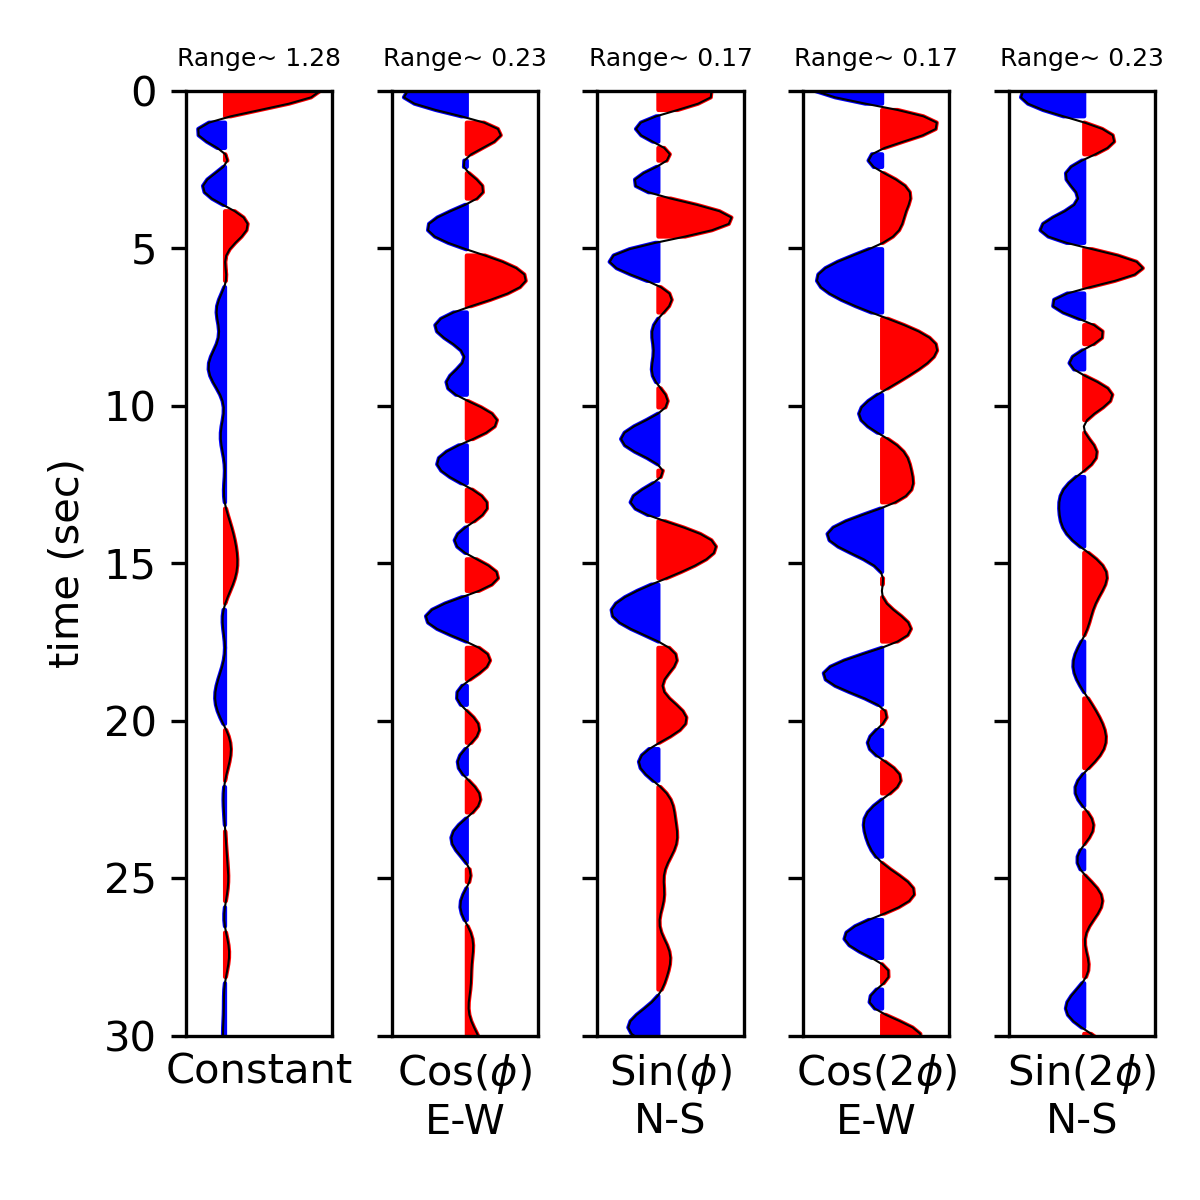 Range~ 1.28 Range~ 0.23 Range~ 0.17 Range~ 0.17 Range~ 0.23
0
5
10
15
20
25
30
time (sec)
Constant Cos(ϕ) Sin(ϕ) Cos(2ϕ) Sin(2ϕ)
E-W N-S E-W N-S